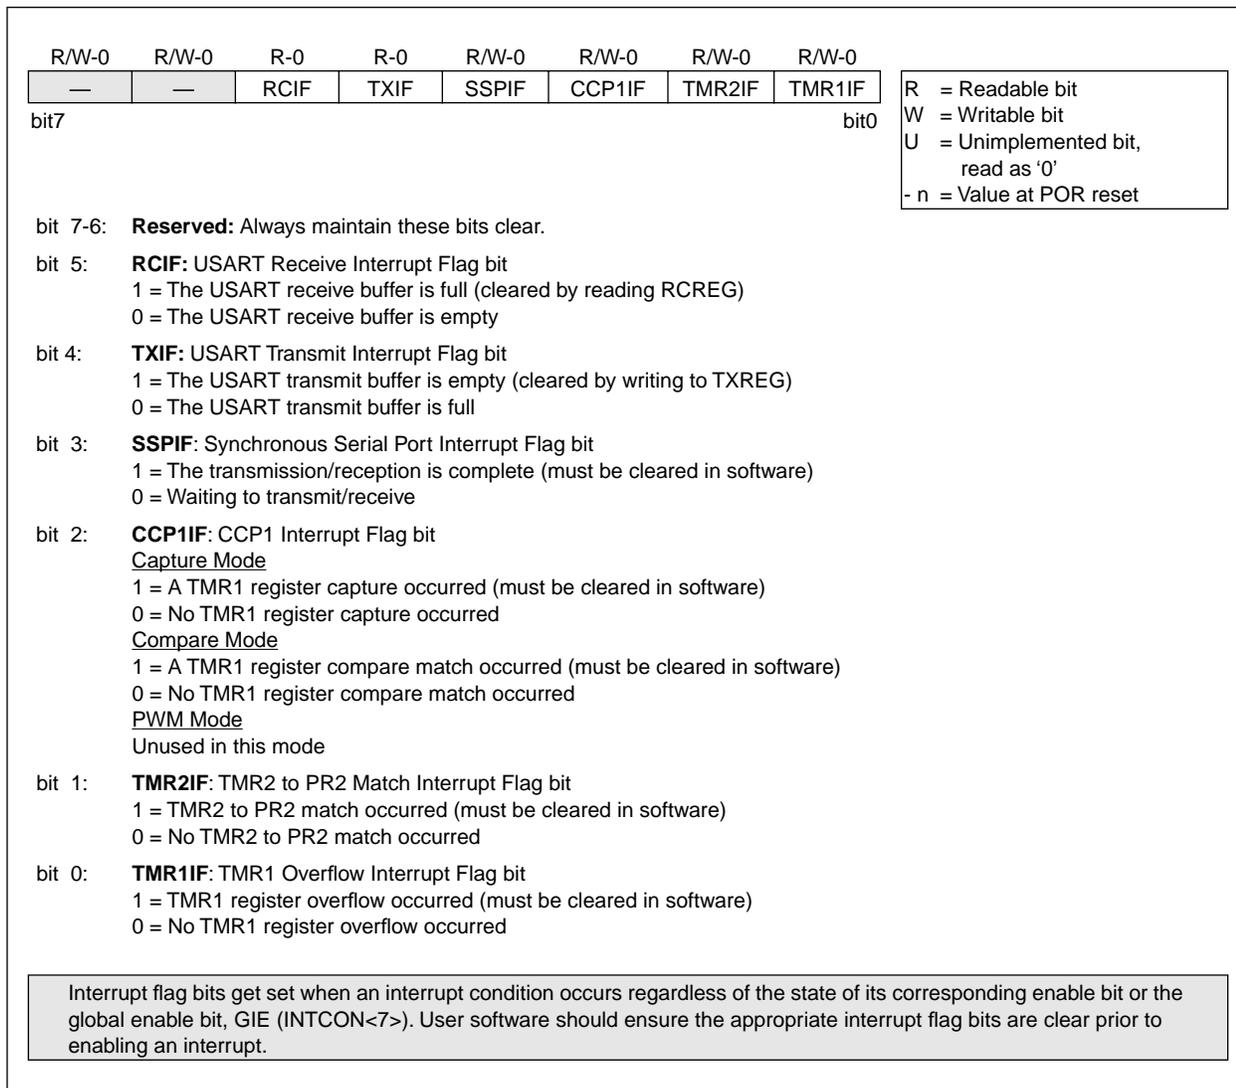 R/W-0 R/W-0 R-0 R-0 R/W-0 R/W-0 R/W-0 R/W-0
— — RCIF TXIF SSPIF CCP1IF TMR2IF TMR1IF
bit7 bit0
R = Readable bit
W = Writable bit
U = Unimplemented bit,
read as ‘0’
- n = Value at POR reset
bit 7-6: Reserved: Always maintain these bits clear.
bit 5: RCIF: USART Receive Interrupt Flag bit
1 = The USART receive buffer is full (cleared by reading RCREG)
0 = The USART receive buffer is empty
bit 4: TXIF: USART Transmit Interrupt Flag bit
1 = The USART transmit buffer is empty (cleared by writing to TXREG)
0 = The USART transmit buffer is full
bit 3: SSPIF: Synchronous Serial Port Interrupt Flag bit
1 = The transmission/reception is complete (must be cleared in software)
0 = Waiting to transmit/receive
bit 2: CCP1IF: CCP1 Interrupt Flag bit
Capture Mode
1 = A TMR1 register capture occurred (must be cleared in software)
0 = No TMR1 register capture occurred
Compare Mode
1 = A TMR1 register compare match occurred (must be cleared in software)
0 = No TMR1 register compare match occurred
PWM Mode
Unused in this mode
bit 1: TMR2IF: TMR2 to PR2 Match Interrupt Flag bit
1 = TMR2 to PR2 match occurred (must be cleared in software)
0 = No TMR2 to PR2 match occurred
bit 0: TMR1IF: TMR1 Overflow Interrupt Flag bit
1 = TMR1 register overflow occurred (must be cleared in software)
0 = No TMR1 register overflow occurred
Interrupt flag bits get set when an interrupt condition occurs regardless of the state of its corresponding enable bit or the
global enable bit, GIE (INTCON<7>). User software should ensure the appropriate interrupt flag bits are clear prior to
enabling an interrupt.